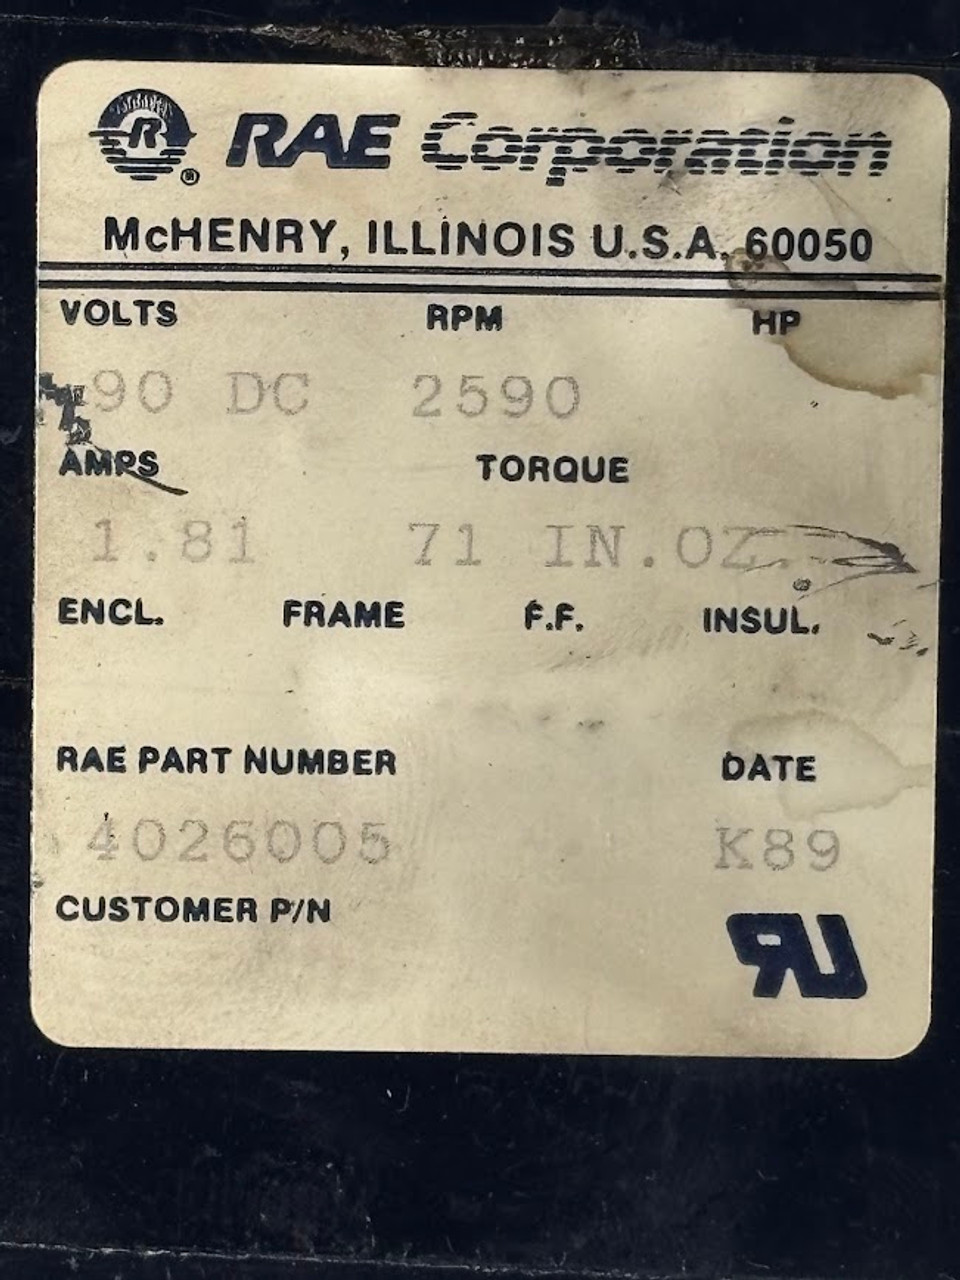 R ®
RAE Corporation
McHENRY, ILLINOIS U.S.A. 60050
VOLTS RPM HP
90 DC 2590
AMPS TORQUE
1.81 71 IN.OZ.
ENCL. FRAME F.F. INSUL.
RAE PART NUMBER DATE
4026005 K89
CUSTOMER P/N